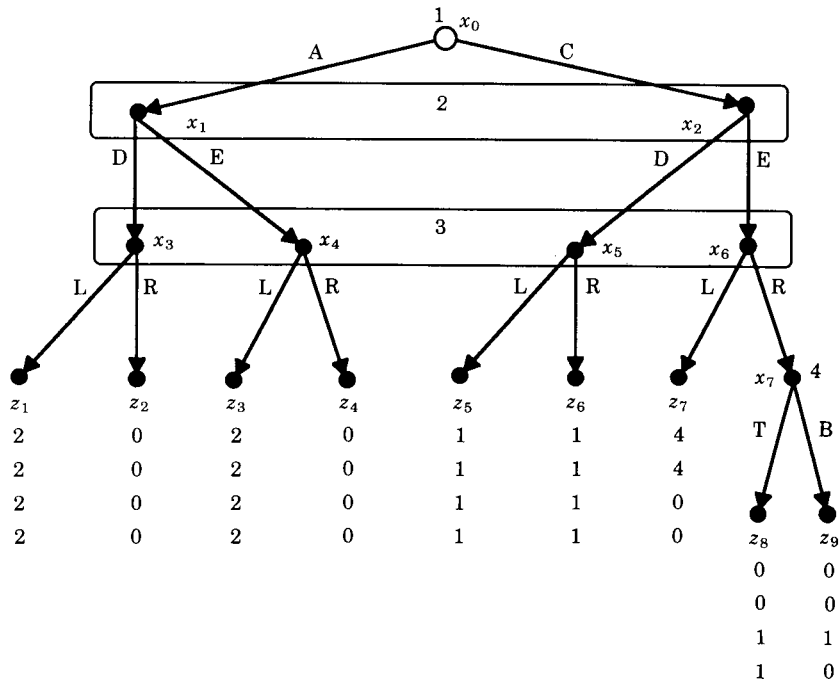 1 x₀
A C
2
x₁ x₂
D E D E
3
x₃ x₄ x₅ x₆
L R L R L R L R
x₇ 4
z₁ z₂ z₃ z₄ z₅ z₆ z₇
2 0 2 0 1 1 4
T B
2 0 2 0 1 1 4
2 0 2 0 1 1 0
2 0 2 0 1 1 0
z₈ z₉
0 0
0 0
1 1
1 0